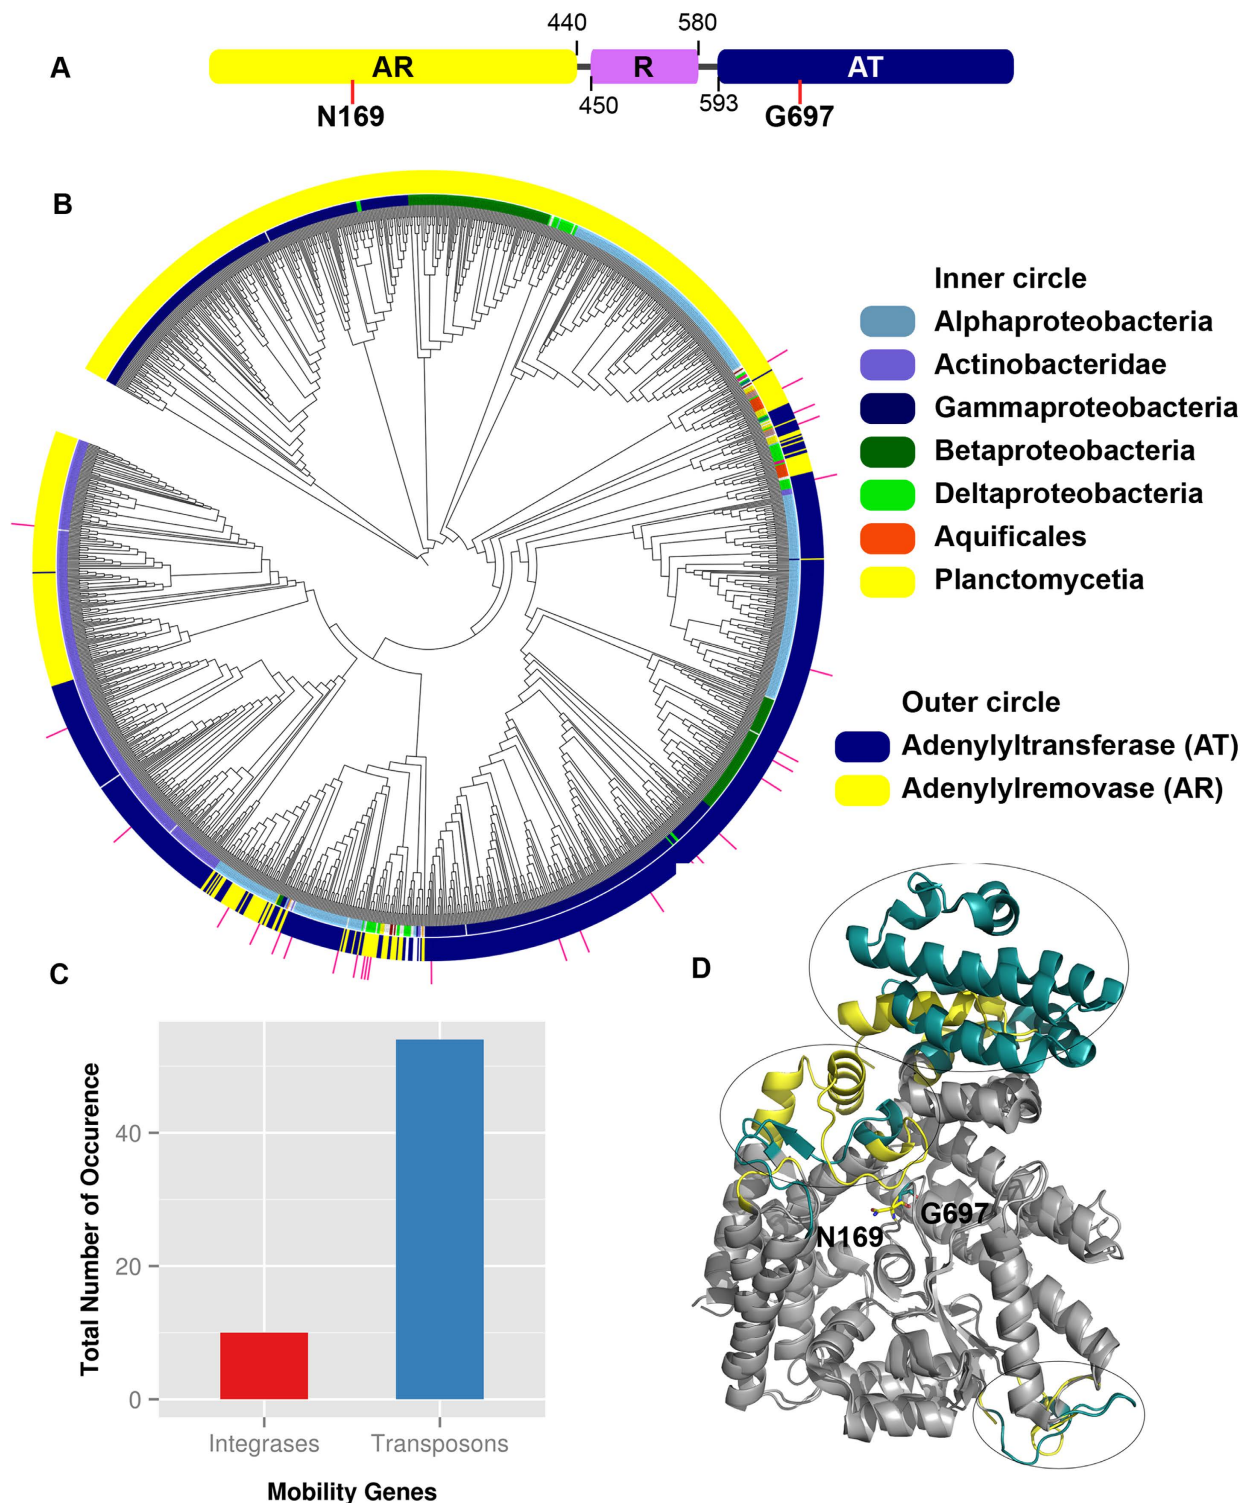 A
440
580
AR
R
AT
450
593
N169
G697
B
Inner circle
Alphaproteobacteria
Actinobacteridae
Gammaproteobacteria
Betaproteobacteria
Deltaproteobacteria
Aquificales
Planctomycetia
Outer circle
Adenylyltransferase (AT)
Adenylylremovase (AR)
C
Total Number of Occurence
40
20
0
Integrases
Transposons
Mobility Genes
D
N169
G697